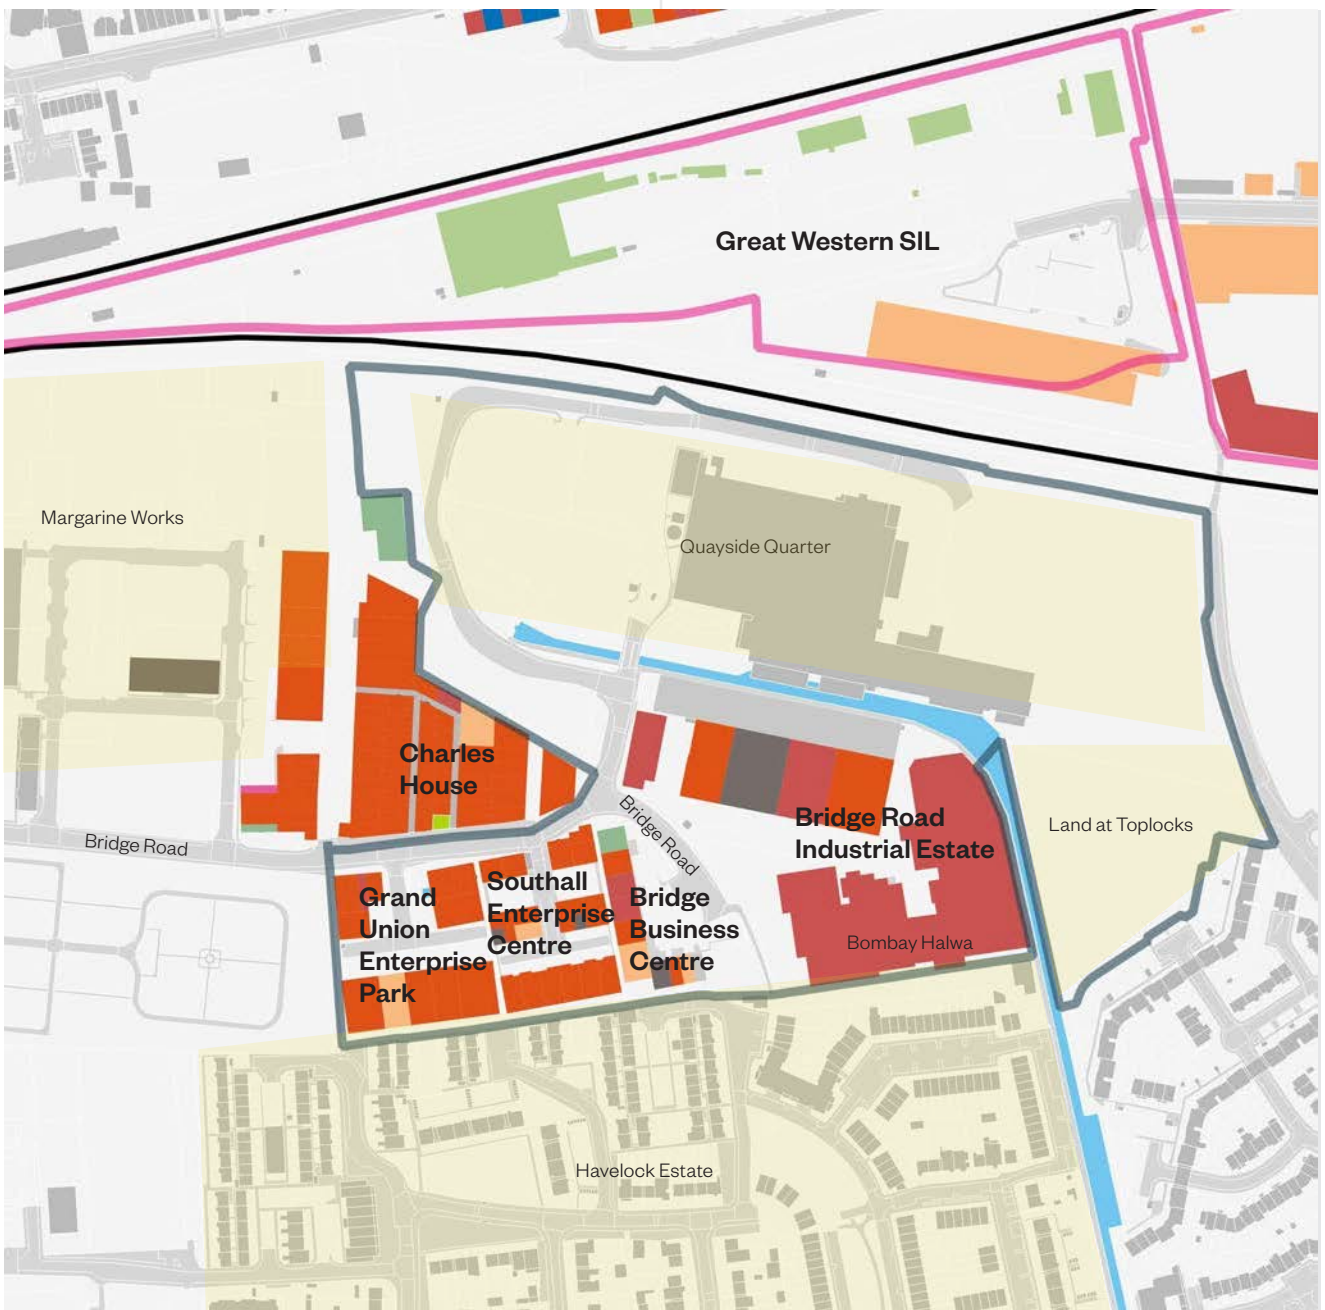 Great Western SIL
Margarine Works
Quayside Quarter
Charles
House
Bridge Road
Bridge Road
Industrial Estate
Land at Toplocks
Bridge Road
Grand
Union
Enterprise
Park
Southall
Enterprise
Centre
Bridge
Business
Centre
Bombay Halwa
Havelock Estate